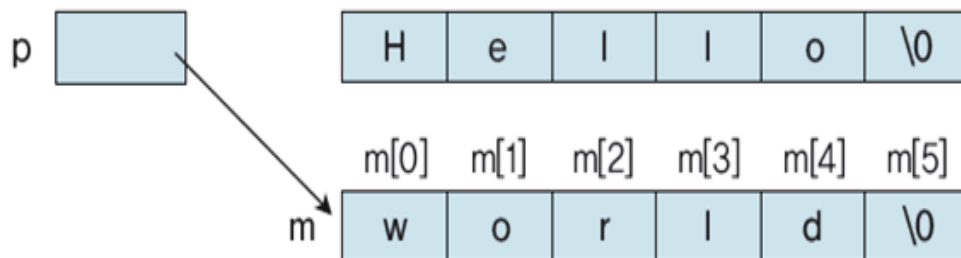 p H e l l o \0
m[0] m[1] m[2] m[3] m[4] m[5]
m w o r l d \0